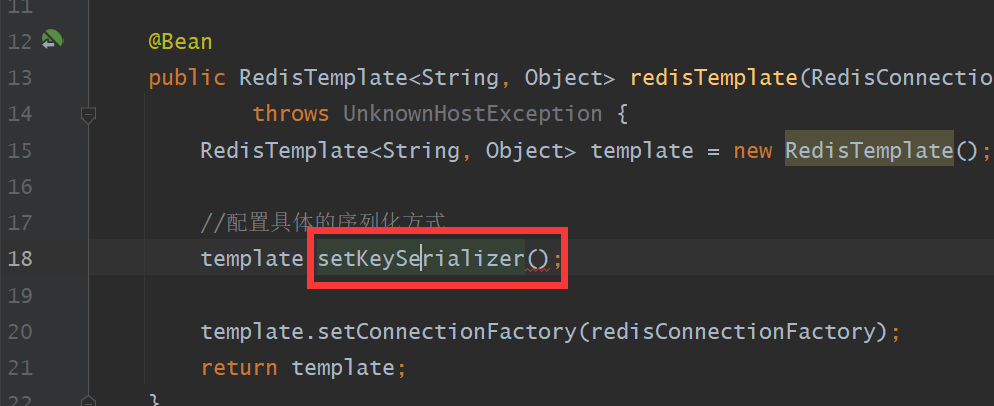 11
12 @Bean
13 public RedisTemplate<String, Object> redisTemplate(RedisConnectio
14 throws UnknownHostException {
15 RedisTemplate<String, Object> template = new RedisTemplate();
16
17 //配置具体的序列化方式
18 template.setKeySerializer();
19
20 template.setConnectionFactory(redisConnectionFactory);
21 return template;
22 }